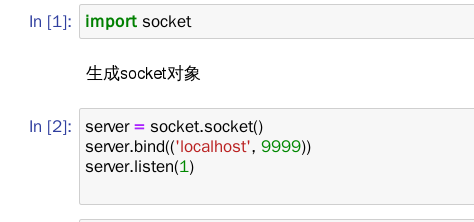 In [1]: import socket
生成socket对象
In [2]: server = socket.socket()
server.bind(('localhost', 9999))
server.listen(1)